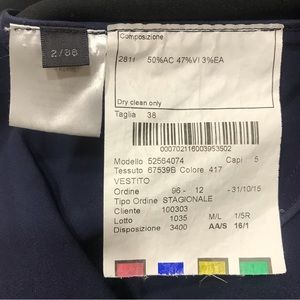 2/38
Composizione
281f 50%AC 47%VI 3%EA
Dry clean only
Taglia 38
000702116003953502
Modello 52564074 Capi 5
Tessuto 67539B Colore 417
VESTITO
Ordine 96 - 12 - 31/10/15
Tipo Ordine STAGIONALE
Cliente 100303
Lotto 1035 M/L 1/5R
Disposizione 3400 AA/S 16/1